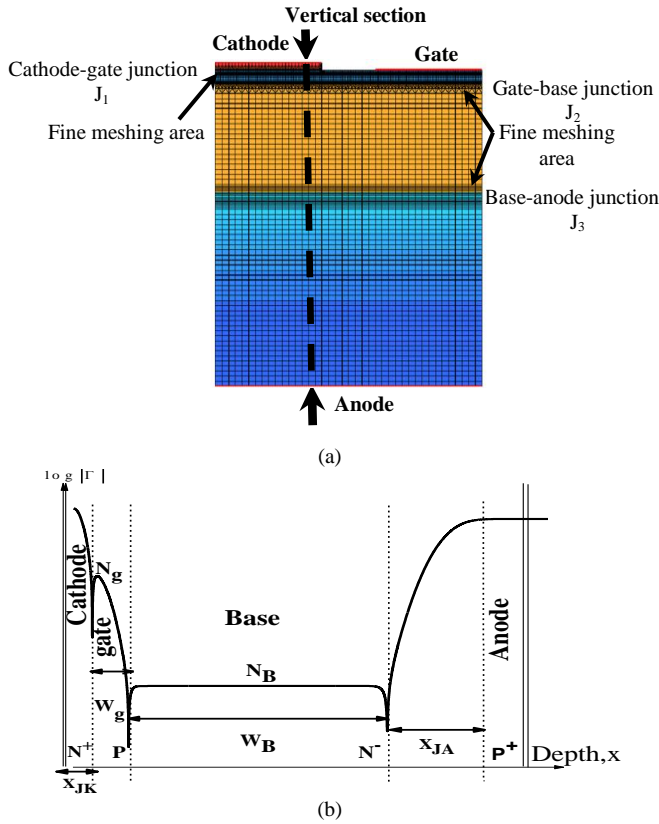 Vertical section
Cathode
Gate
Cathode-gate junction
J1
Fine meshing area
Gate-base junction
J2
Fine meshing
area
Base-anode junction
J3
Anode
(a)
log |Γ|
Cathode
Ng
gate
Base
Anode
NB
Wg
WB
N+
P
N-
XJA
P+
Depth,x
XJK
(b)